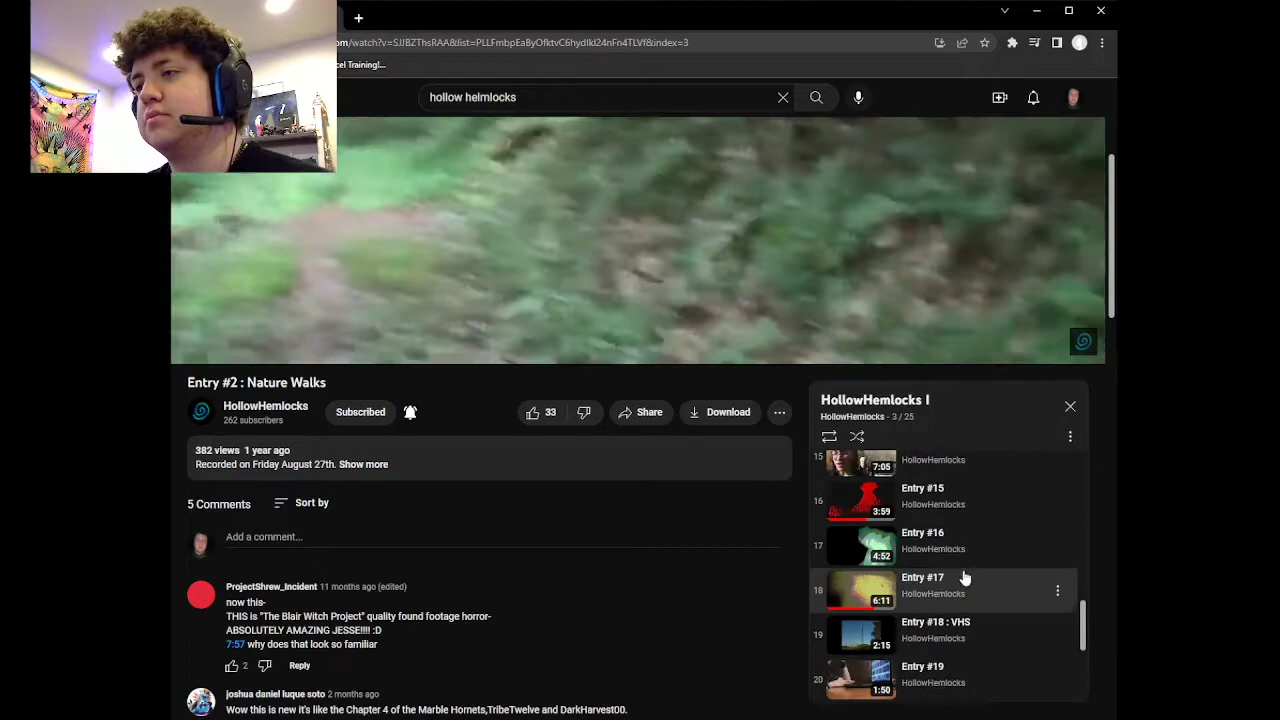 om/watch?v=SJJBZThsRAA&list=PLLFmbpEaByOfktvC6hydIkI24nFn4TLVf&index=3
cel Training!...
hollow helmlocks
Entry #2 : Nature Walks
HollowHemlocks
262 subscribers
Subscribed
33
Share
Download
382 views 1 year ago
Recorded on Friday August 27th. Show more
5 Comments
Sort by
Add a comment...
ProjectShrew_Incident 11 months ago (edited)
now this-
THIS is "The Blair Witch Project" quality found footage horror-
ABSOLUTELY AMAZING JESSE!!!! :D
7:57 why does that look so familiar
2
Reply
joshua daniel luque soto 2 months ago
Wow this is new it's like the Chapter 4 of the Marble Hornets,TribeTwelve and DarkHarvest00.
HollowHemlocks I
HollowHemlocks - 3 / 25
15
7:05
HollowHemlocks
16
3:59
Entry #15
HollowHemlocks
17
4:52
Entry #16
HollowHemlocks
18
6:11
Entry #17
HollowHemlocks
19
2:15
Entry #18 : VHS
HollowHemlocks
20
1:50
Entry #19
HollowHemlocks